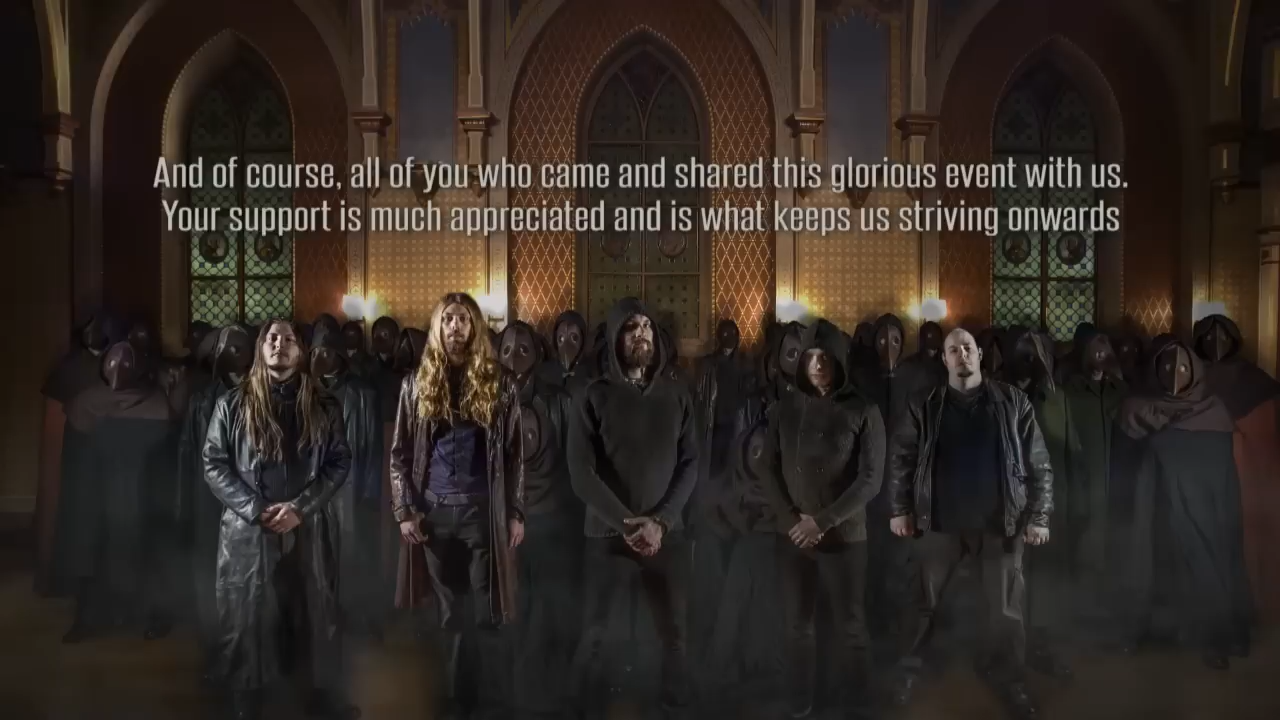 And of course, all of you who came and shared this glorious event with us.
Your support is much appreciated and is what keeps us striving onwards